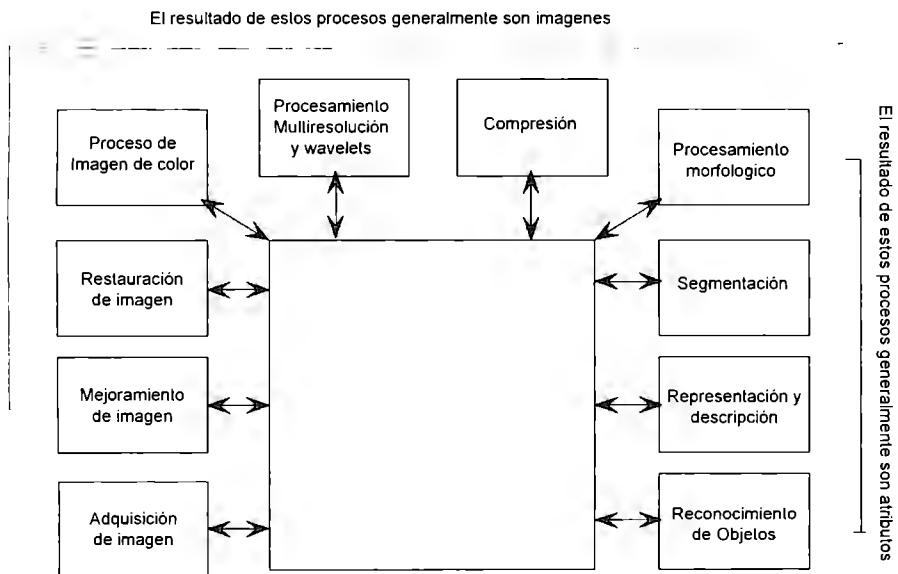 El resultado de estos procesos generalmente son imagenes
Procesamiento
Multiresolución
y wavelets
Compresión
Proceso de
Imagen de color
Procesamiento
morfologico
Restauración
de imagen
Segmentación
Mejoramiento
de imagen
Representación y
descripción
Adquisición
de imagen
Reconocimiento
de Objelos
El resultado de estos procesos generalmente son atributos